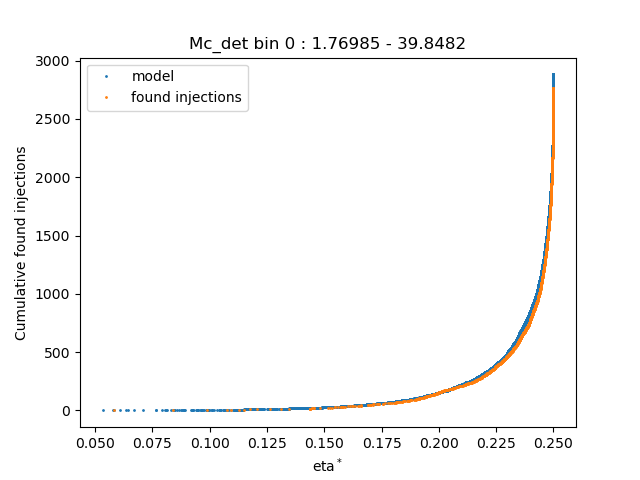 Mc_det bin 0 : 1.76985 - 39.8482
model
found injections
3000
2500
2000
1500
1000
500
0
Cumulative found injections
0.050 0.075 0.100 0.125 0.150 0.175 0.200 0.225 0.250
eta*